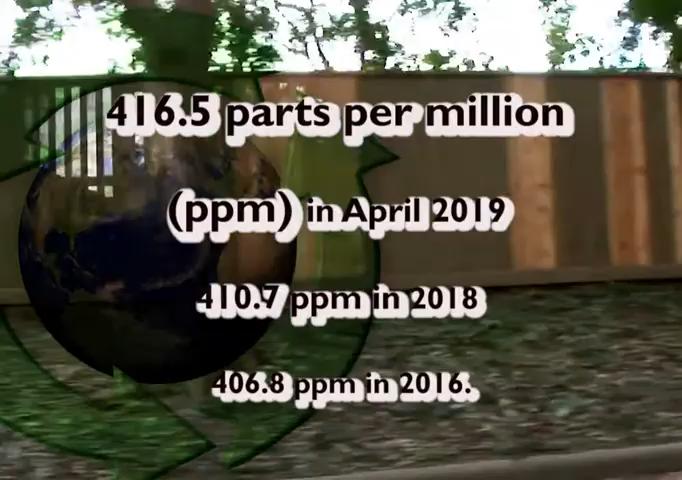 416.5 parts per million
(ppm) in April 2019
410.7 ppm in 2018
406.8 ppm in 2016.